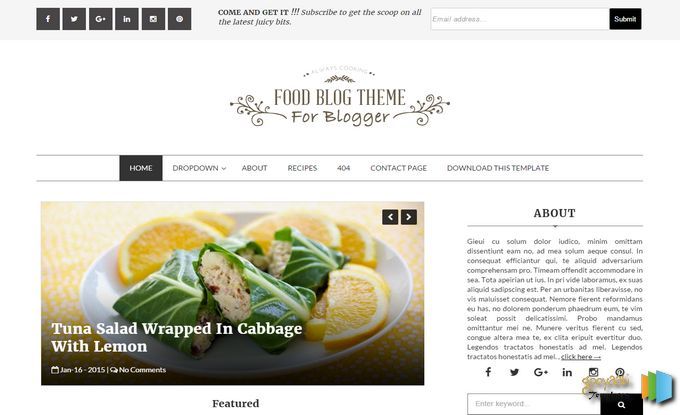 COME AND GET IT !!! Subscribe to get the scoop on all
the latest juicy bits.
Email address...
Submit
ALWAYS COOKING
FOOD BLOG THEME
For Blogger
HOME DROPDOWN ABOUT RECIPES 404 CONTACT PAGE DOWNLOAD THIS TEMPLATE
Tuna Salad Wrapped In Cabbage
With Lemon
Jan-16 - 2015 | No Comments
Featured
ABOUT
Gieui cu solum dolor iudico, minim omittam
dissentiunt eam no, ad mea solum aeque consul. In
consequat efficiantur qui, te aliquid adversarium
comprehensam pro. Timeam offendit accommodare in
sea. Tota apeirian ut ius. In pri vide laboramus, ex suas
aliquid sadipscing est. Per an urbanitas liberavisse, no
vis maluisset consequat. Nemore fierent reformidans
eu has, no dolorem ponderum phaedrum eum, te vim
soleat possit delicatissimi. Probo mandamus
omittantur mei ne. Munere veritus fierent cu sed,
congue altera mea te, ex clita eripuit evertitur duo.
Legendos tractatos honestatis ad mel. Legendos
tractatos honestatis ad mel. . click here →
Enter keyword...